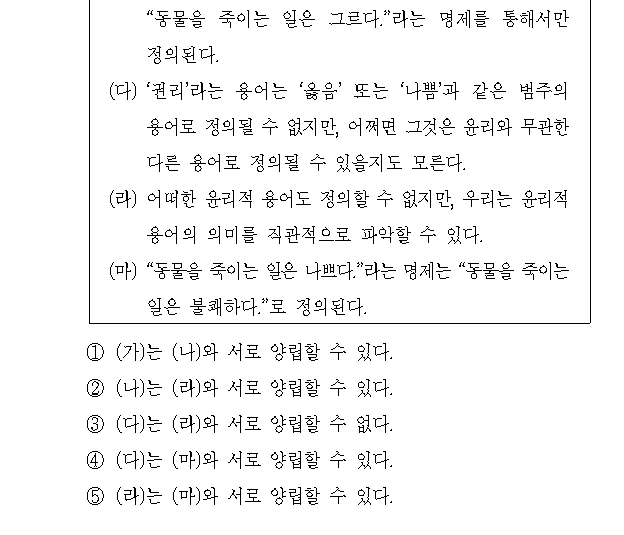 “동물을 죽이는 일은 그르다.”라는 명제를 통해서만
정의된다.
(다) ‘권리’라는 용어는 ‘옳음’ 또는 ‘나쁨’과 같은 범주의
용어로 정의될 수 없지만, 어쩌면 그것은 윤리와 무관한
다른 용어로 정의될 수 있을지도 모른다.
(라) 어떠한 윤리적 용어도 정의할 수 없지만, 우리는 윤리적
용어의 의미를 직관적으로 파악할 수 있다.
(마) “동물을 죽이는 일은 나쁘다.”라는 명제는 “동물을 죽이는
일은 불쾌하다.”로 정의된다.
① (가)는 (나)와 서로 양립할 수 있다.
② (나)는 (라)와 서로 양립할 수 있다.
③ (다)는 (라)와 서로 양립할 수 없다.
④ (다)는 (마)와 서로 양립할 수 있다.
⑤ (라)는 (마)와 서로 양립할 수 있다.